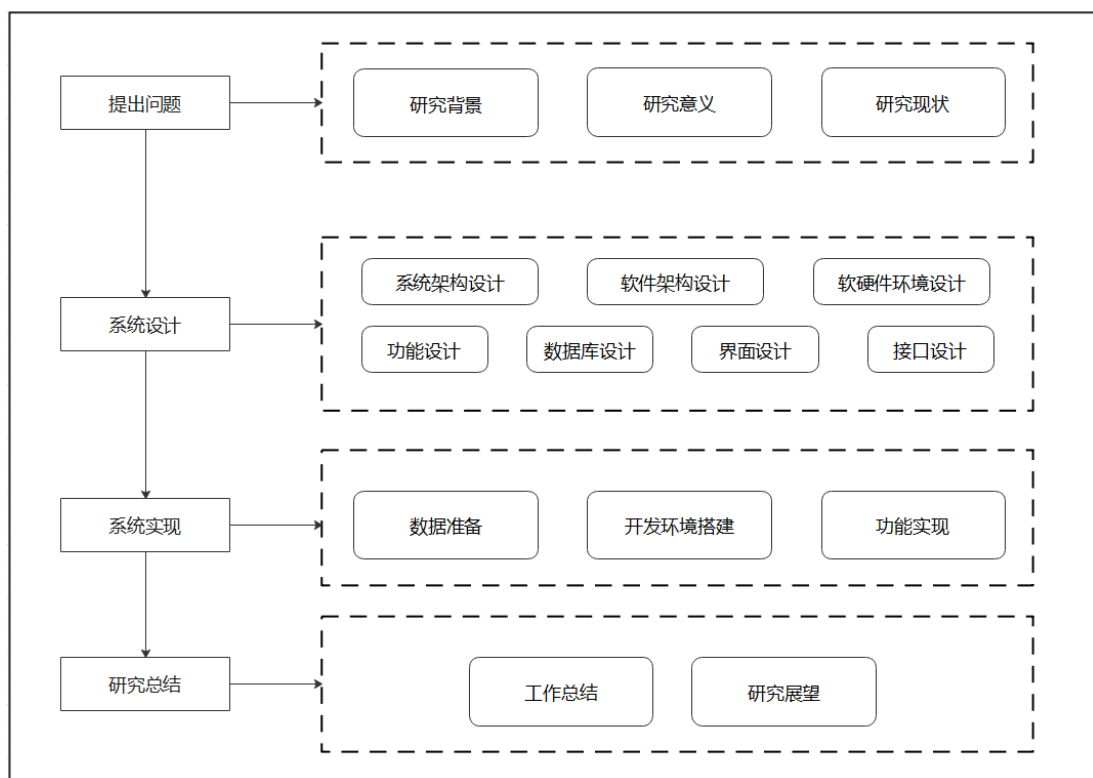 提出问题
研究背景
研究意义
研究现状
系统设计
系统架构设计
软件架构设计
软硬件环境设计
功能设计
数据库设计
界面设计
接口设计
系统实现
数据准备
开发环境搭建
功能实现
研究总结
工作总结
研究展望